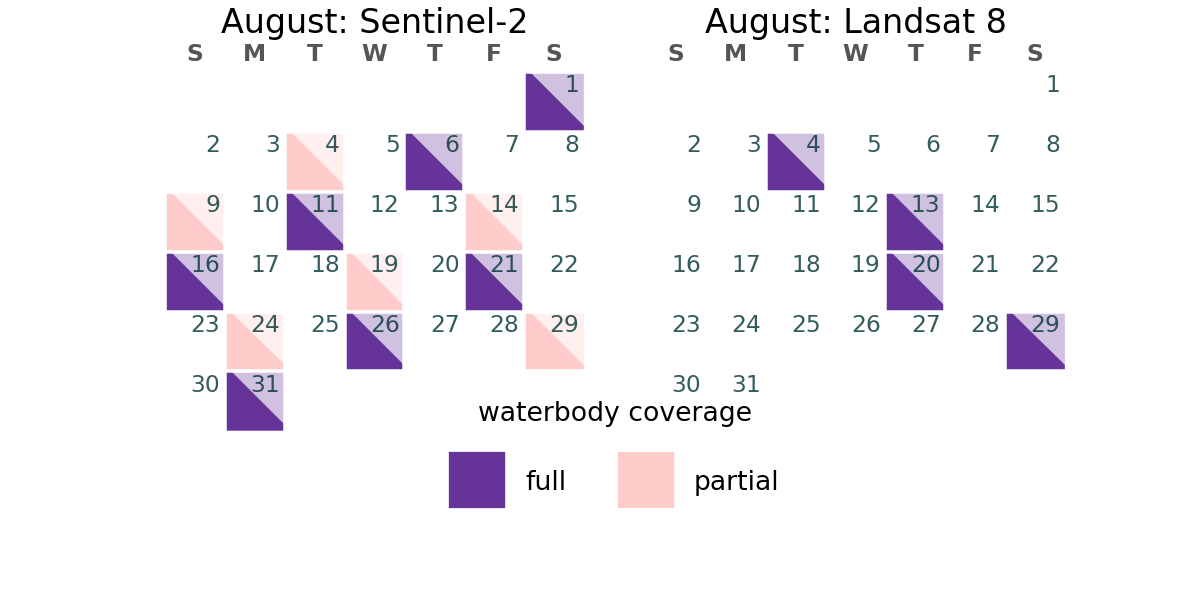 August: Sentinel-2
S M T W T F S
1
2 3 4 5 6 7 8
9 10 11 12 13 14 15
16 17 18 19 20 21 22
23 24 25 26 27 28 29
30 31
August: Landsat 8
S M T W T F S
1
2 3 4 5 6 7 8
9 10 11 12 13 14 15
16 17 18 19 20 21 22
23 24 25 26 27 28 29
30 31
waterbody coverage
full partial